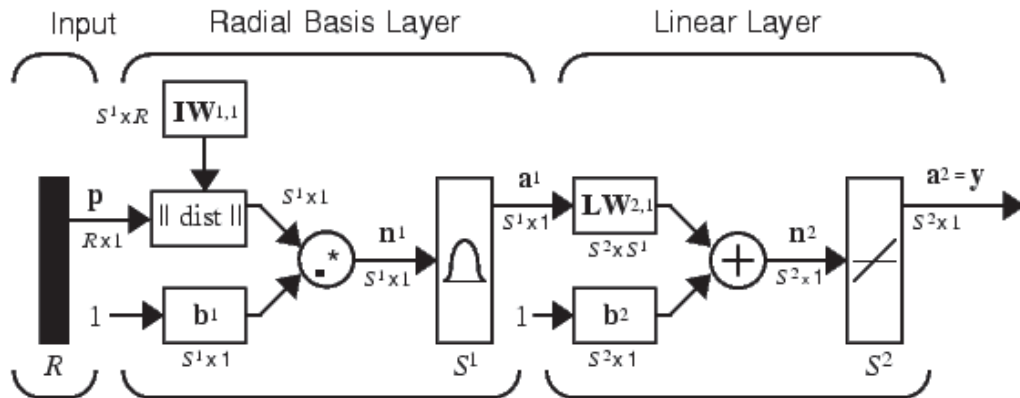 Input
Radial Basis Layer
Linear Layer
S¹xR
IW1,1
p
Rx1
|| dist ||
S¹x1
.*
n¹
S¹x1
a¹
S¹x1
LW2,1
S²xS¹
+
n²
S²x1
a² = y
S²x1
1
b¹
S¹x1
1
b²
S²x1
R
S¹
S²